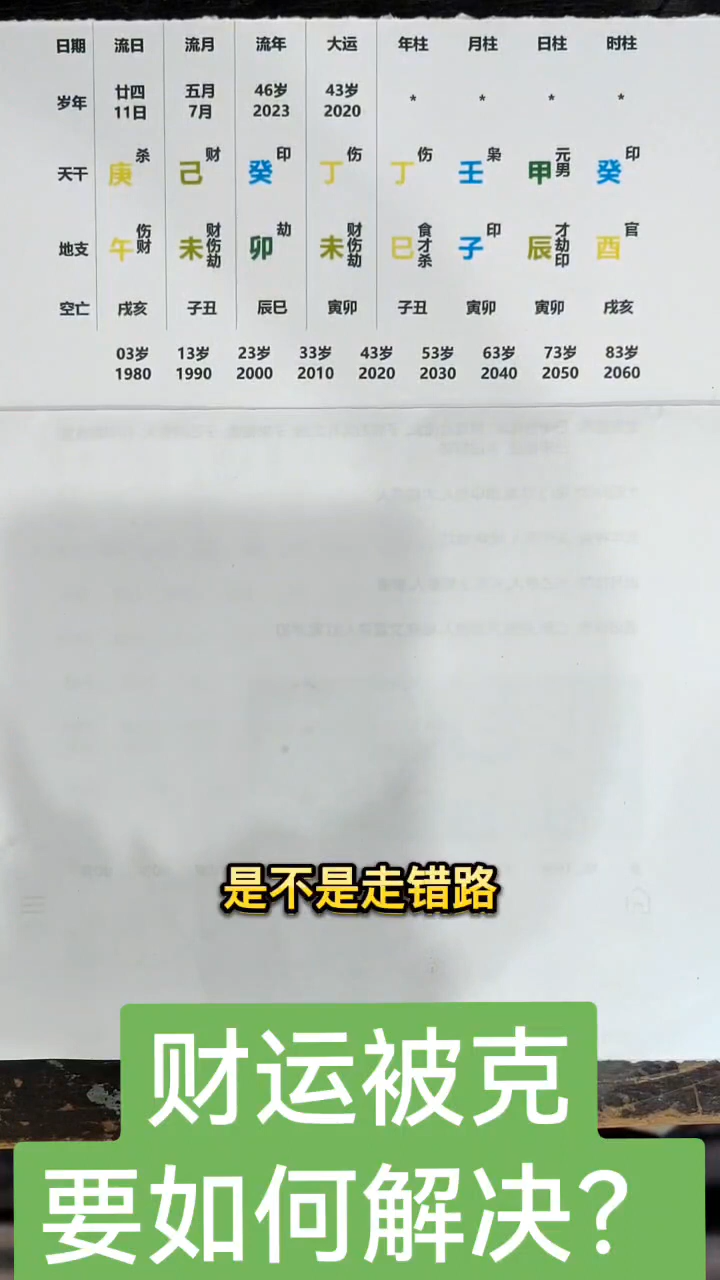 日期 流日 流月 流年 大运 年柱 月柱 日柱 时柱
岁年 廿四 五月 46岁 43岁 * * * *
11日 7月 2023 2020
天干 庚 杀 己 财 癸 印 丁 伤 丁 伤 壬 枭 甲 元男 癸 印
地支 午 伤财 未 财伤劫 卯 劫 未 财伤劫 巳 食才杀 子 印 辰 才劫印 酉 官
空亡 戌亥 子丑 辰巳 寅卯 子丑 寅卯 寅卯 戌亥
03岁 13岁 23岁 33岁 43岁 53岁 63岁 73岁 83岁
1980 1990 2000 2010 2020 2030 2040 2050 2060
是不是走错路
财运被克
要如何解决？